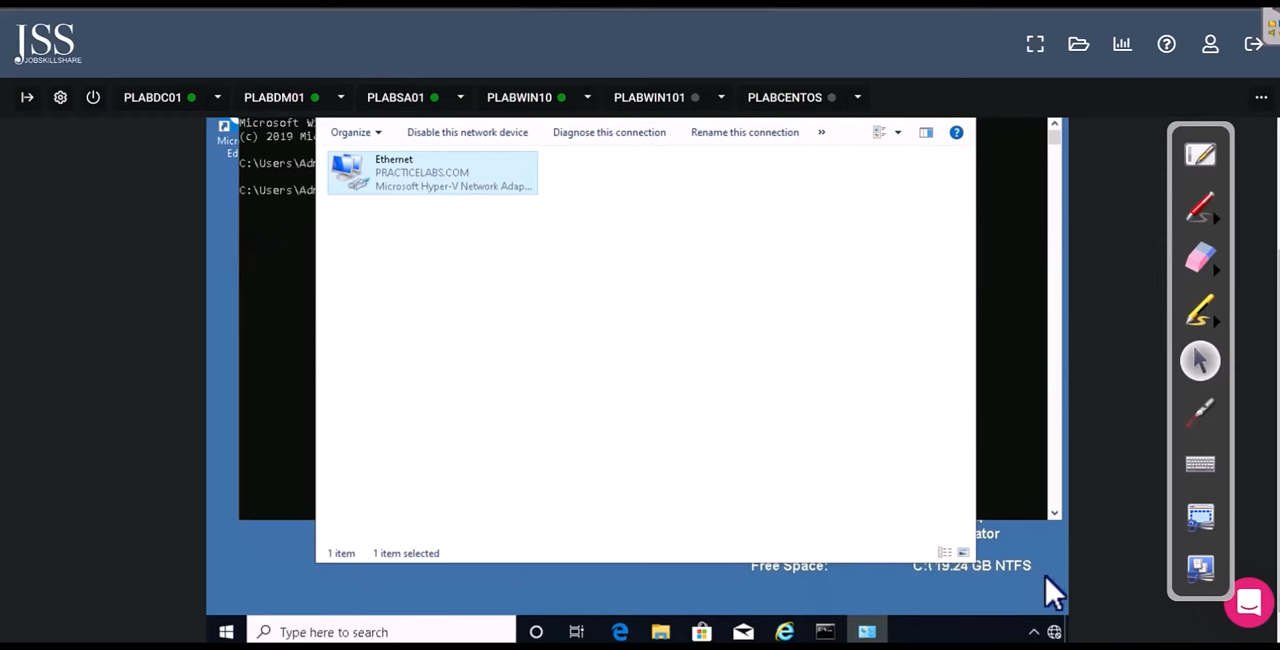 JSS
JOBSKILLSHARE
PLABDC01 PLABDM01 PLABSA01 PLABWIN10 PLABWIN101 PLABCENTOS
Micr
Ed
Microsoft W
(c) 2019 Mi
C:\Users\Adm
C:\Users\Adm
Organize Disable this network device Diagnose this connection Rename this connection »
Ethernet
PRACTICELABS.COM
Microsoft Hyper-V Network Adap...
1 item 1 item selected
ator
Free Space: C:\ 19.24 GB NTFS
Type here to search